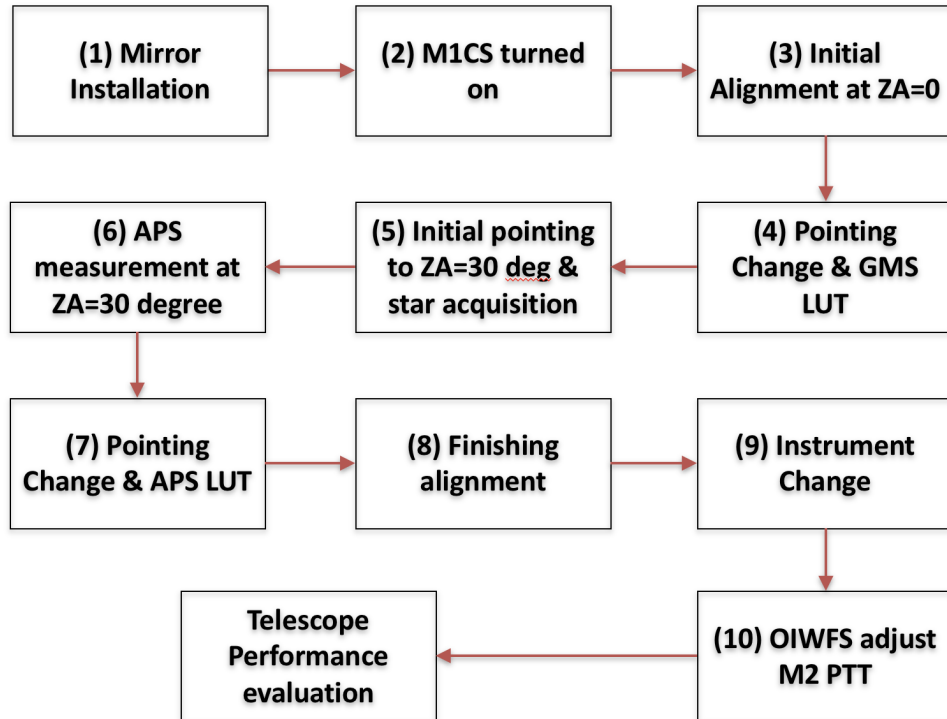 (1) Mirror
Installation
(2) M1CS turned
on
(3) Initial
Alignment at ZA=0
(4) Pointing
Change & GMS
LUT
(5) Initial pointing
to ZA=30 deg &
star acquisition
(6) APS
measurement at
ZA=30 degree
(7) Pointing
Change & APS LUT
(8) Finishing
alignment
(9) Instrument
Change
(10) OIWFS adjust
M2 PTT
Telescope
Performance
evaluation